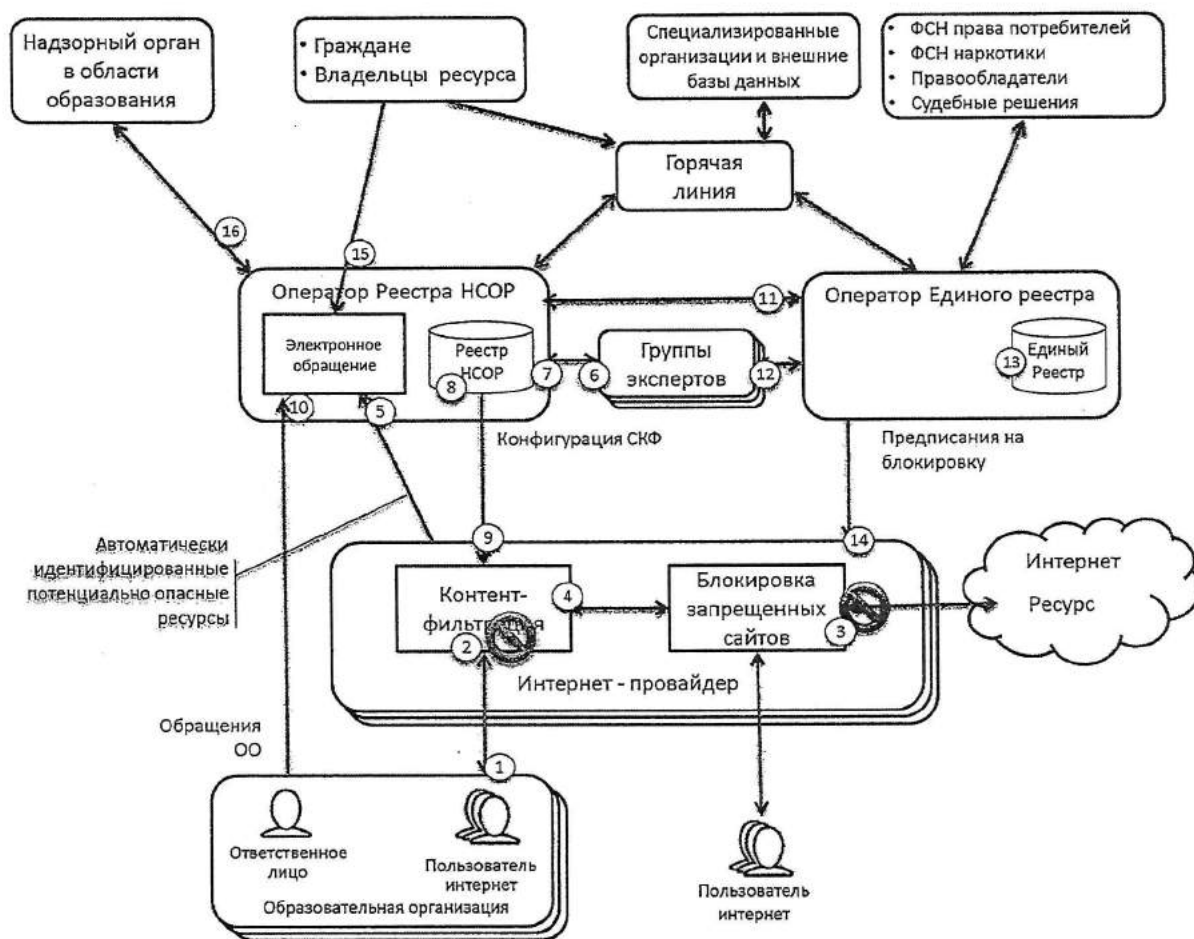 Надзорный орган
в области
образования
• Граждане
• Владельцы ресурса
Специализированные
организации и внешние
базы данных
• ФСН права потребителей
• ФСН наркотики
• Правообладатели
• Судебные решения
Горячая
линия
16
15
Оператор Реестра НСОР
11
Оператор Единого реестра
Электронное
обращение
Реестр
НСОР
8
7
6
Группы
экспертов
12
13
Единый
Реестр
10
5
Конфигурация СКФ
Предписания на
блокировку
Автоматически
идентифицированные
потенциально опасные
ресурсы
9
14
Контент-
фильтрация
2
4
Блокировка
запрещенных
сайтов
3
Интернет
Ресурс
Интернет - провайдер
Обращения
ОО
1
Ответственное
лицо
Пользователь
интернет
Образовательная организация
Пользователь
интернет